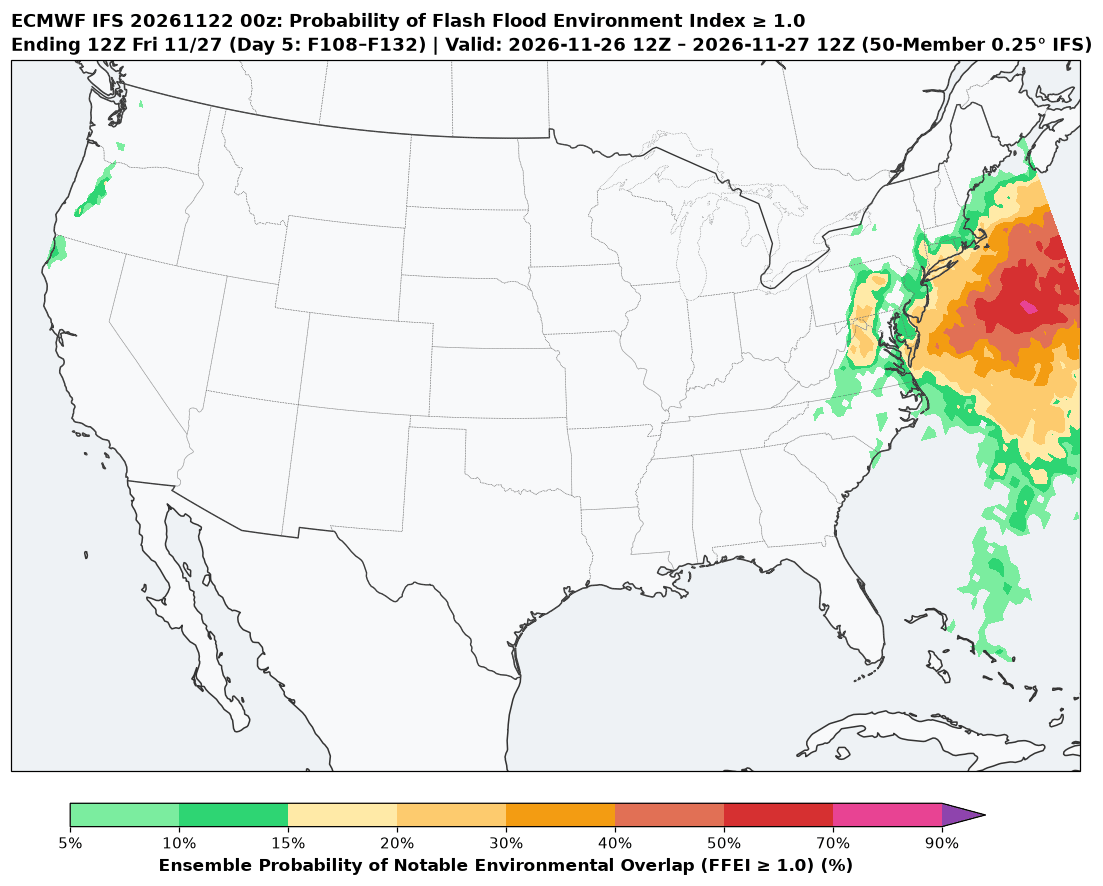 ECMWF IFS 20261122 00z: Probability of Flash Flood Environment Index ≥ 1.0
Ending 12Z Fri 11/27 (Day 5: F108–F132) | Valid: 2026-11-26 12Z – 2026-11-27 12Z (50-Member 0.25° IFS)
5% 10% 15% 20% 30% 40% 50% 70% 90%
Ensemble Probability of Notable Environmental Overlap (FFEI ≥ 1.0) (%)